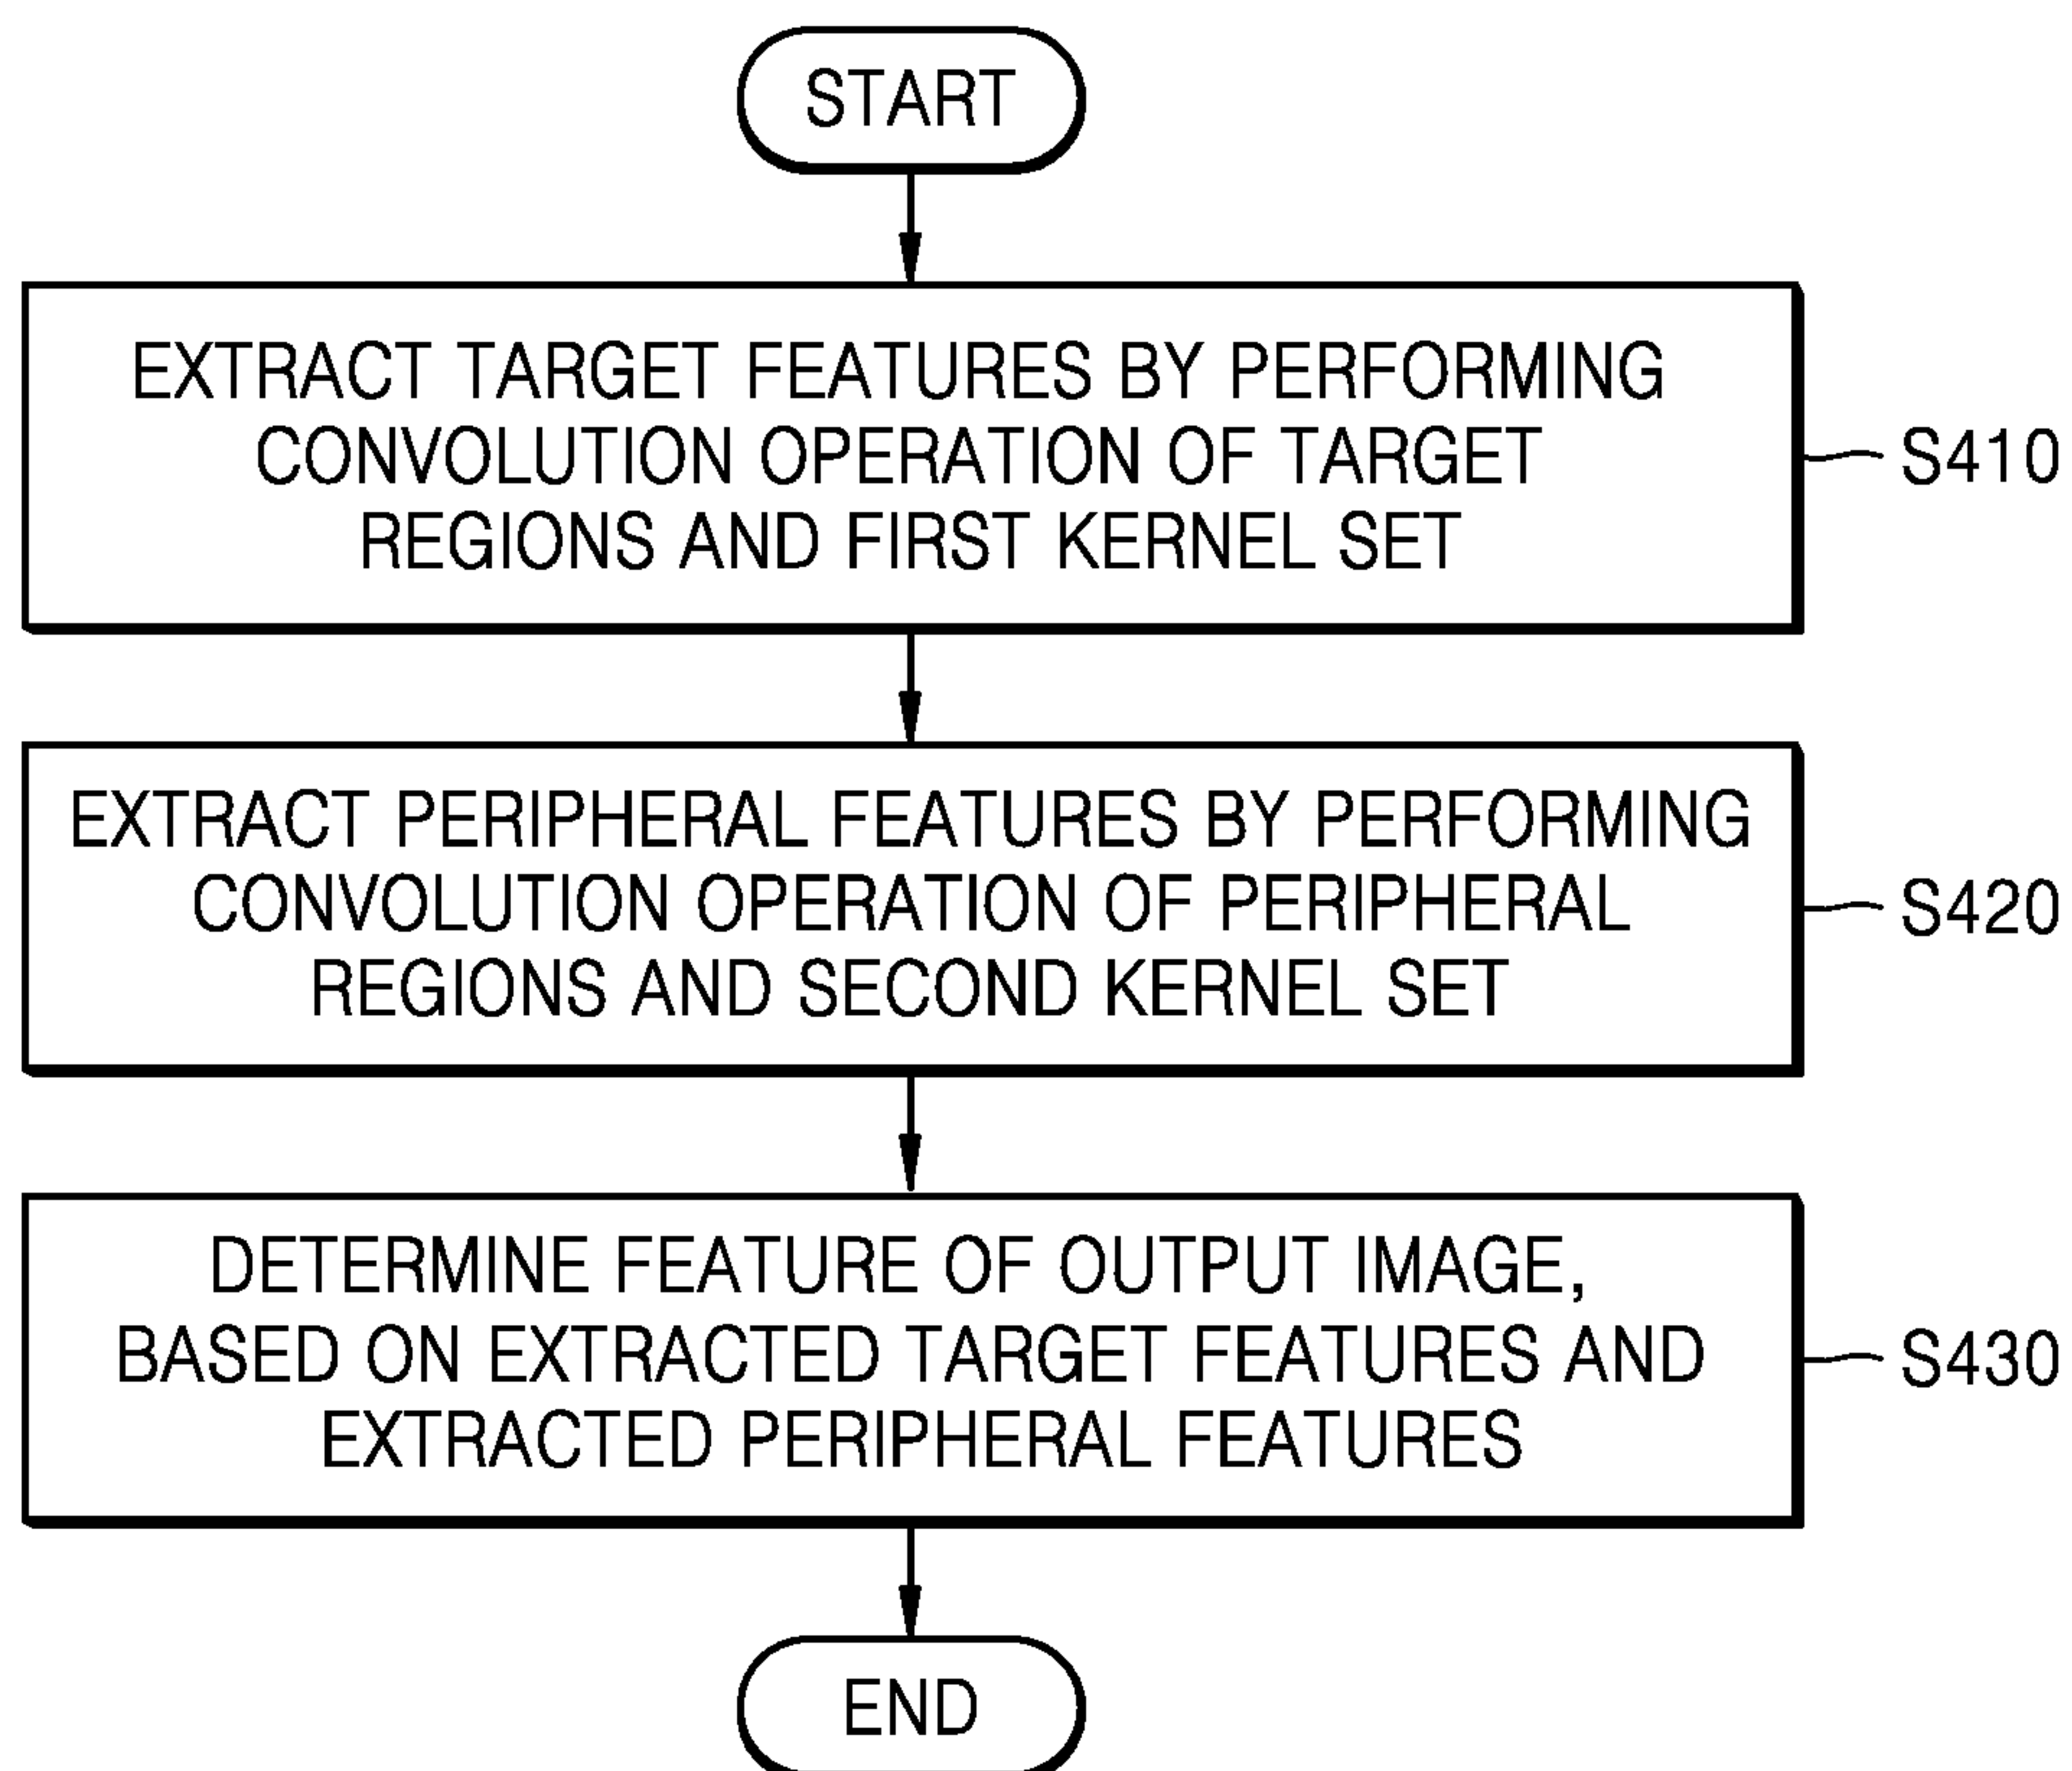 START
EXTRACT TARGET FEATURES BY PERFORMING
CONVOLUTION OPERATION OF TARGET
REGIONS AND FIRST KERNEL SET
S410
EXTRACT PERIPHERAL FEATURES BY PERFORMING
CONVOLUTION OPERATION OF PERIPHERAL
REGIONS AND SECOND KERNEL SET
S420
DETERMINE FEATURE OF OUTPUT IMAGE,
BASED ON EXTRACTED TARGET FEATURES AND
EXTRACTED PERIPHERAL FEATURES
S430
END